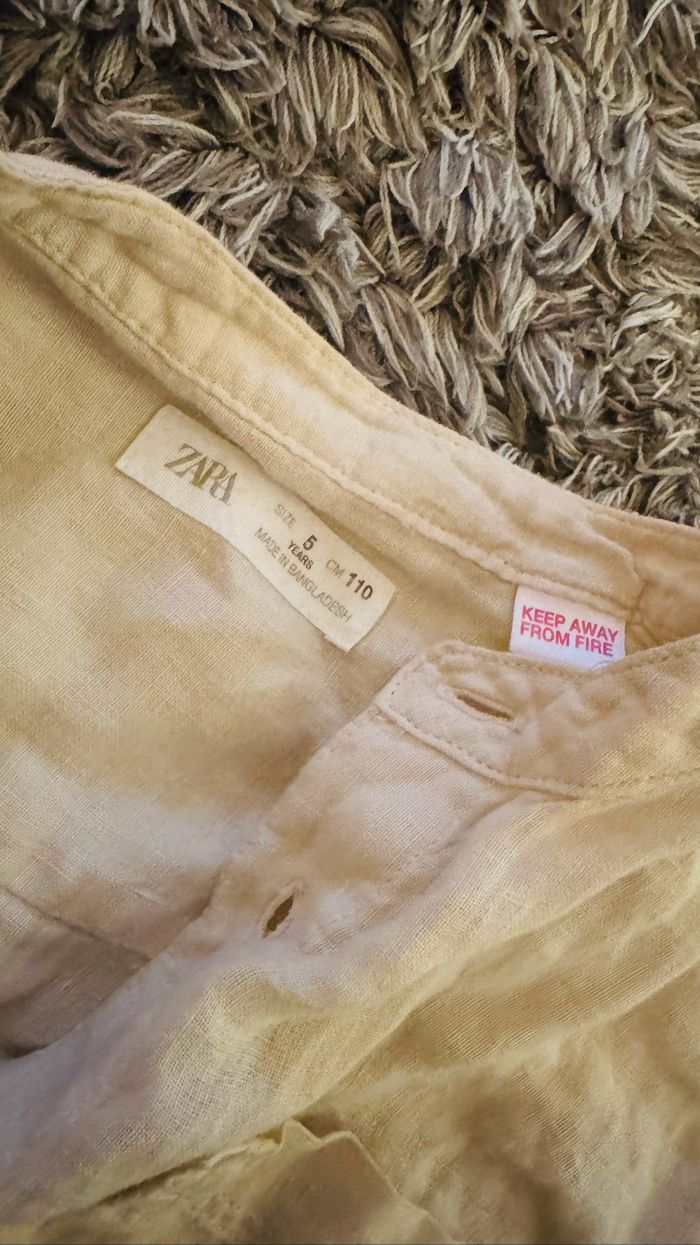 ZARA
SIZE 5 CM 110
YEARS
MADE IN BANGLADESH
KEEP AWAY
FROM FIRE